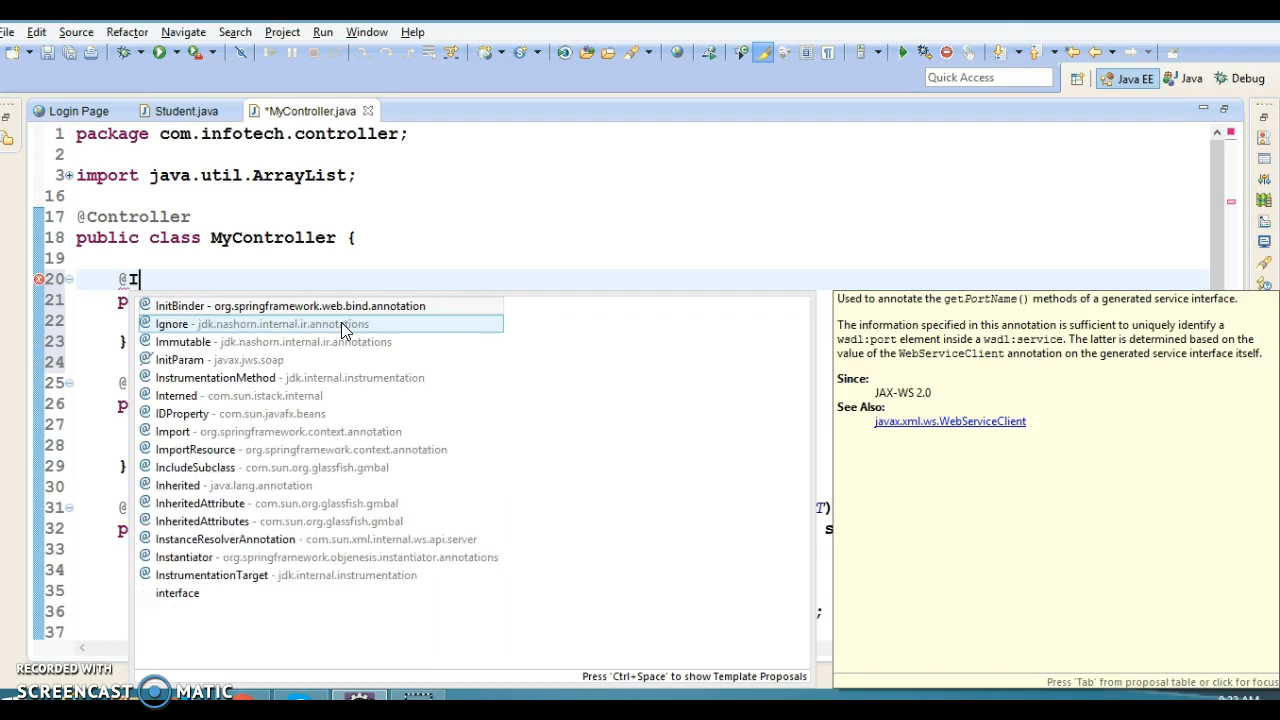 File Edit Source Refactor Navigate Search Project Run Window Help
Quick Access
Java EE
Java
Debug
Login Page
Student.java
*MyController.java
1 package com.infotech.controller;
2
3 import java.util.ArrayList;
16
17 @Controller
18 public class MyController {
19
20 @I
21 p
22
23 }
24
25 @
26 p
27
28
29 }
30
31 @ T)
32 p s
33
34
35
36 ;
37
InitBinder - org.springframework.web.bind.annotation
Ignore - jdk.nashorn.internal.ir.annotations
Immutable - jdk.nashorn.internal.ir.annotations
InitParam - javax.jws.soap
InstrumentationMethod - jdk.internal.instrumentation
Interned - com.sun.istack.internal
IDProperty - com.sun.javafx.beans
Import - org.springframework.context.annotation
ImportResource - org.springframework.context.annotation
IncludeSubclass - com.sun.org.glassfish.gmbal
Inherited - java.lang.annotation
InheritedAttribute - com.sun.org.glassfish.gmbal
InheritedAttributes - com.sun.org.glassfish.gmbal
InstanceResolverAnnotation - com.sun.xml.internal.ws.api.server
Instantiator - org.springframework.objenesis.instantiator.annotations
InstrumentationTarget - jdk.internal.instrumentation
interface
Press 'Ctrl+Space' to show Template Proposals
Used to annotate the getPortName() methods of a generated service interface.
The information specified in this annotation is sufficient to uniquely identify a
wsdl:port element inside a wsdl:service. The latter is determined based on the
value of the WebServiceClient annotation on the generated service interface itself.
Since:
JAX-WS 2.0
See Also:
javax.xml.ws.WebServiceClient
Press 'Tab' from proposal table or click for focus
RECORDED WITH
SCREENCAST MATIC